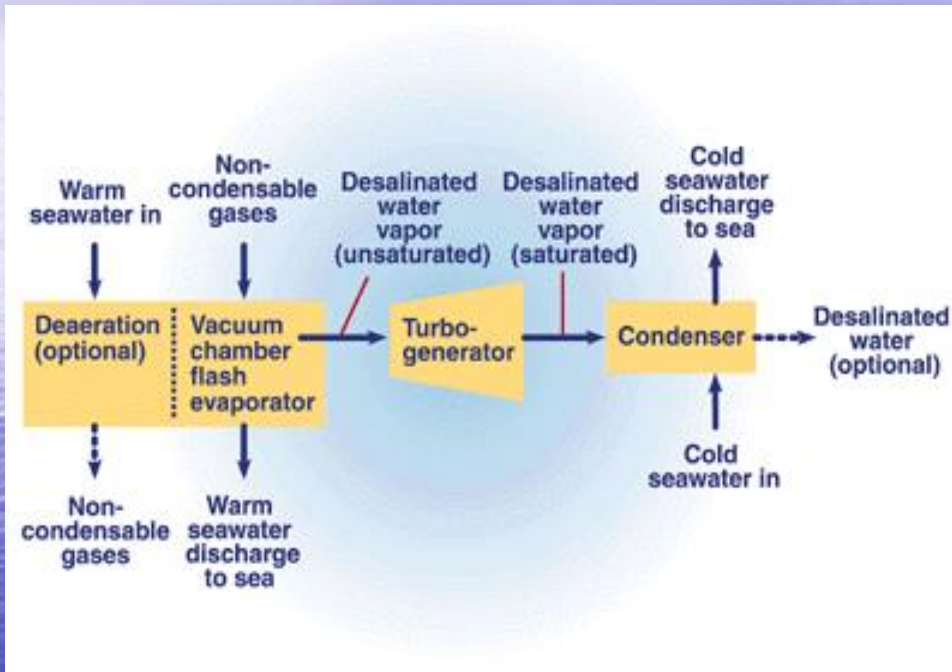 Warm
seawater in
Non-
condensable
gases
Desalinated
water
vapor
(unsaturated)
Desalinated
water
vapor
(saturated)
Cold
seawater
discharge
to sea
Deaeration
(optional)
Vacuum
chamber
flash
evaporator
Turbo-
generator
Condenser
Desalinated
water
(optional)
Non-
condensable
gases
Warm
seawater
discharge
to sea
Cold
seawater in